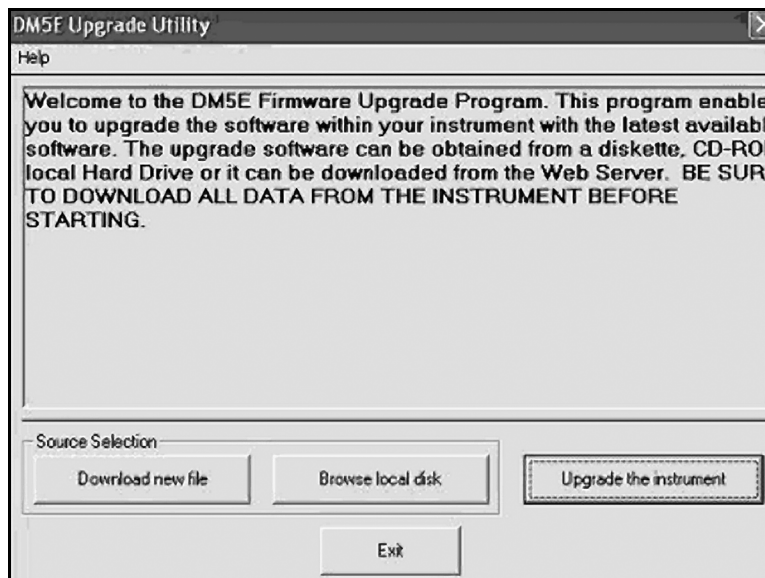 DM5E Upgrade Utility
Help
Welcome to the DM5E Firmware Upgrade Program. This program enable
you to upgrade the software within your instrument with the latest availabl
software. The upgrade software can be obtained from a diskette, CD-RO
local Hard Drive or it can be downloaded from the Web Server. BE SUR
TO DOWNLOAD ALL DATA FROM THE INSTRUMENT BEFORE
STARTING.
Source Selection
Download new file Browse local disk Upgrade the instrument
Exit